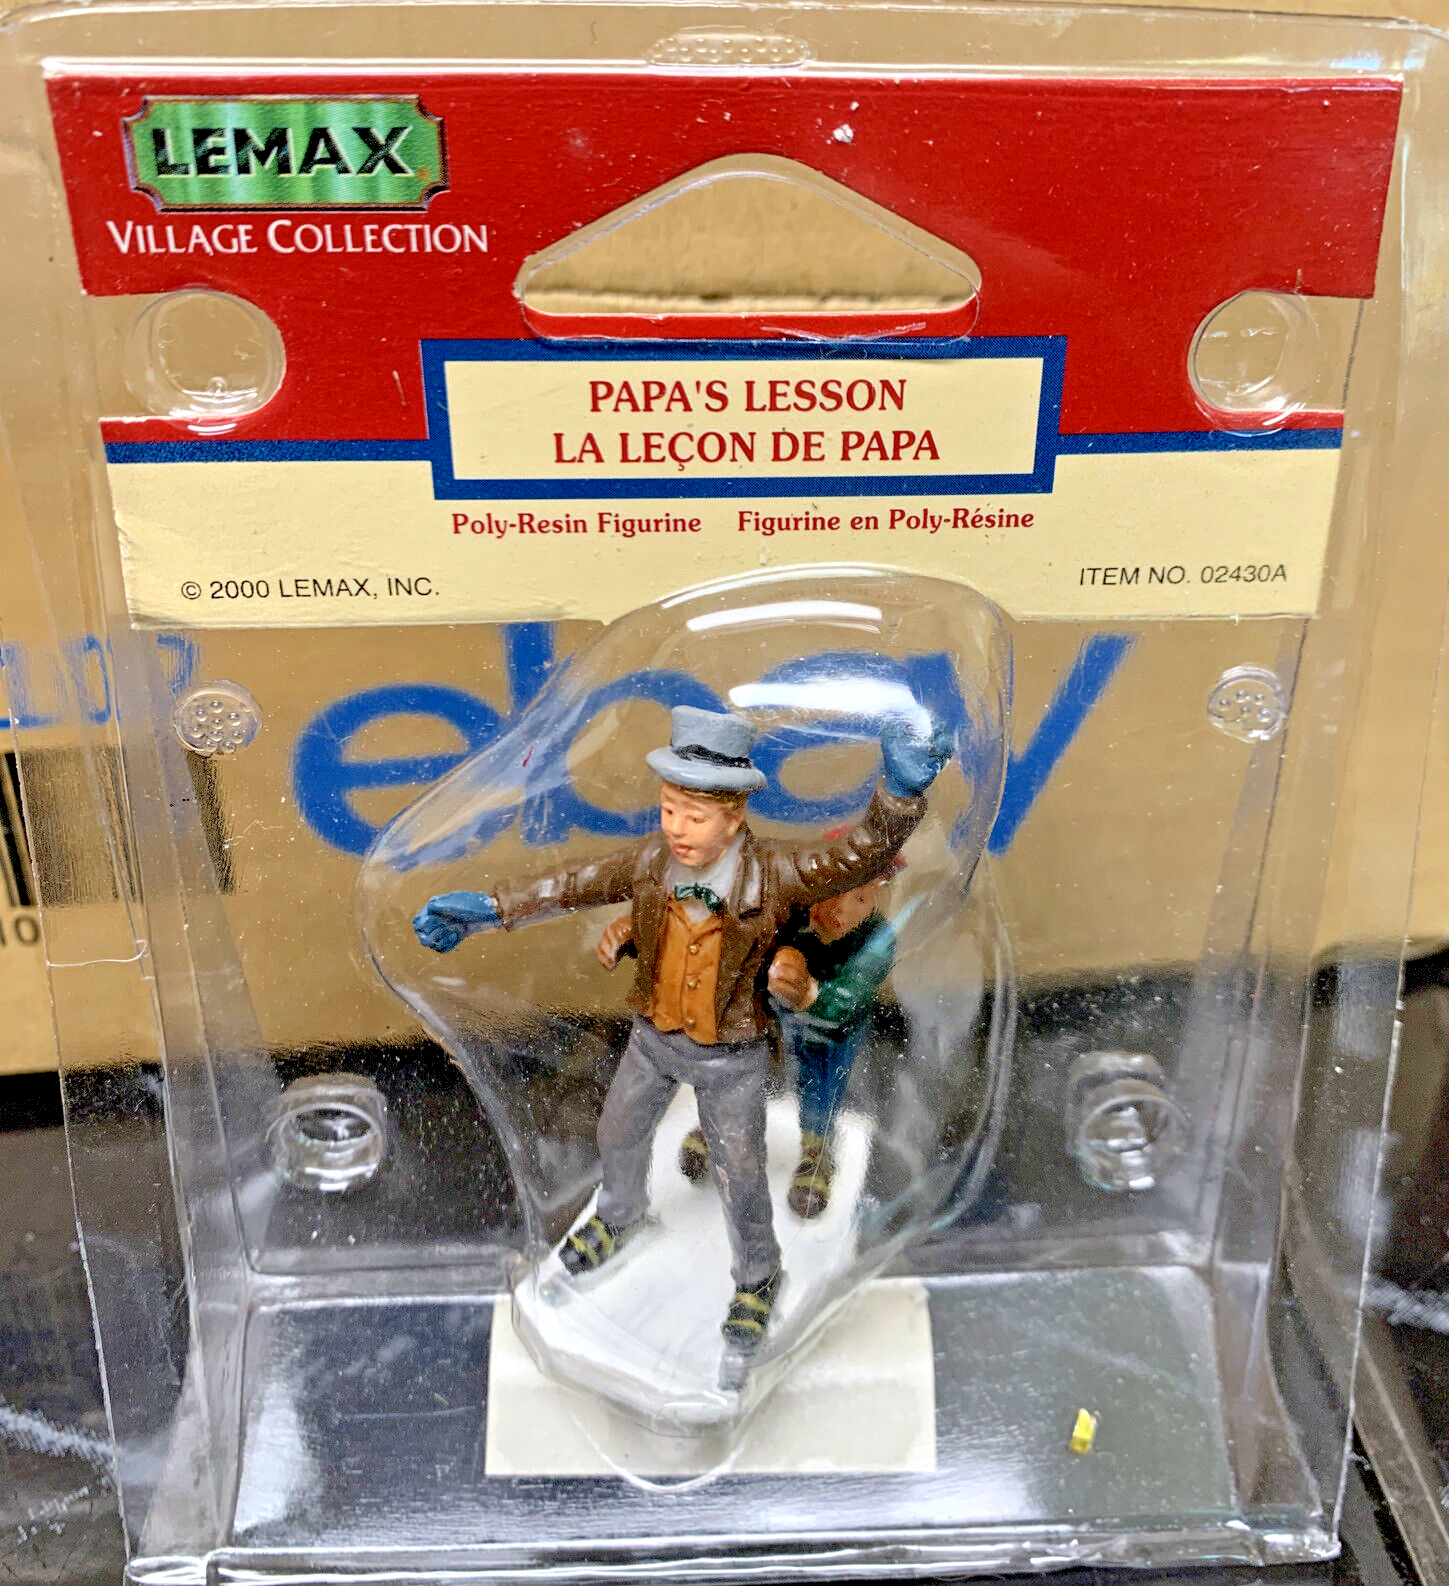 LEMAX
VILLAGE COLLECTION
PAPA'S LESSON
LA LEÇON DE PAPA
Poly-Resin Figurine Figurine en Poly-Résine
© 2000 LEMAX, INC. ITEM NO. 02430A
ebay